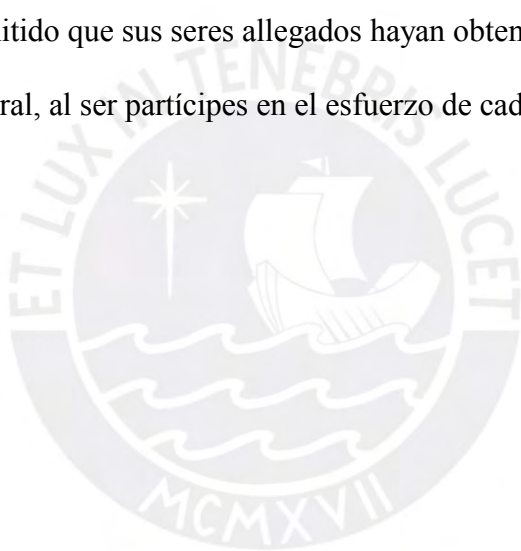 itido que sus seres allegados hayan obten
ral, al ser partícipes en el esfuerzo de cad
ET LUX IN TENEBRIS LUCET
MCMXVII